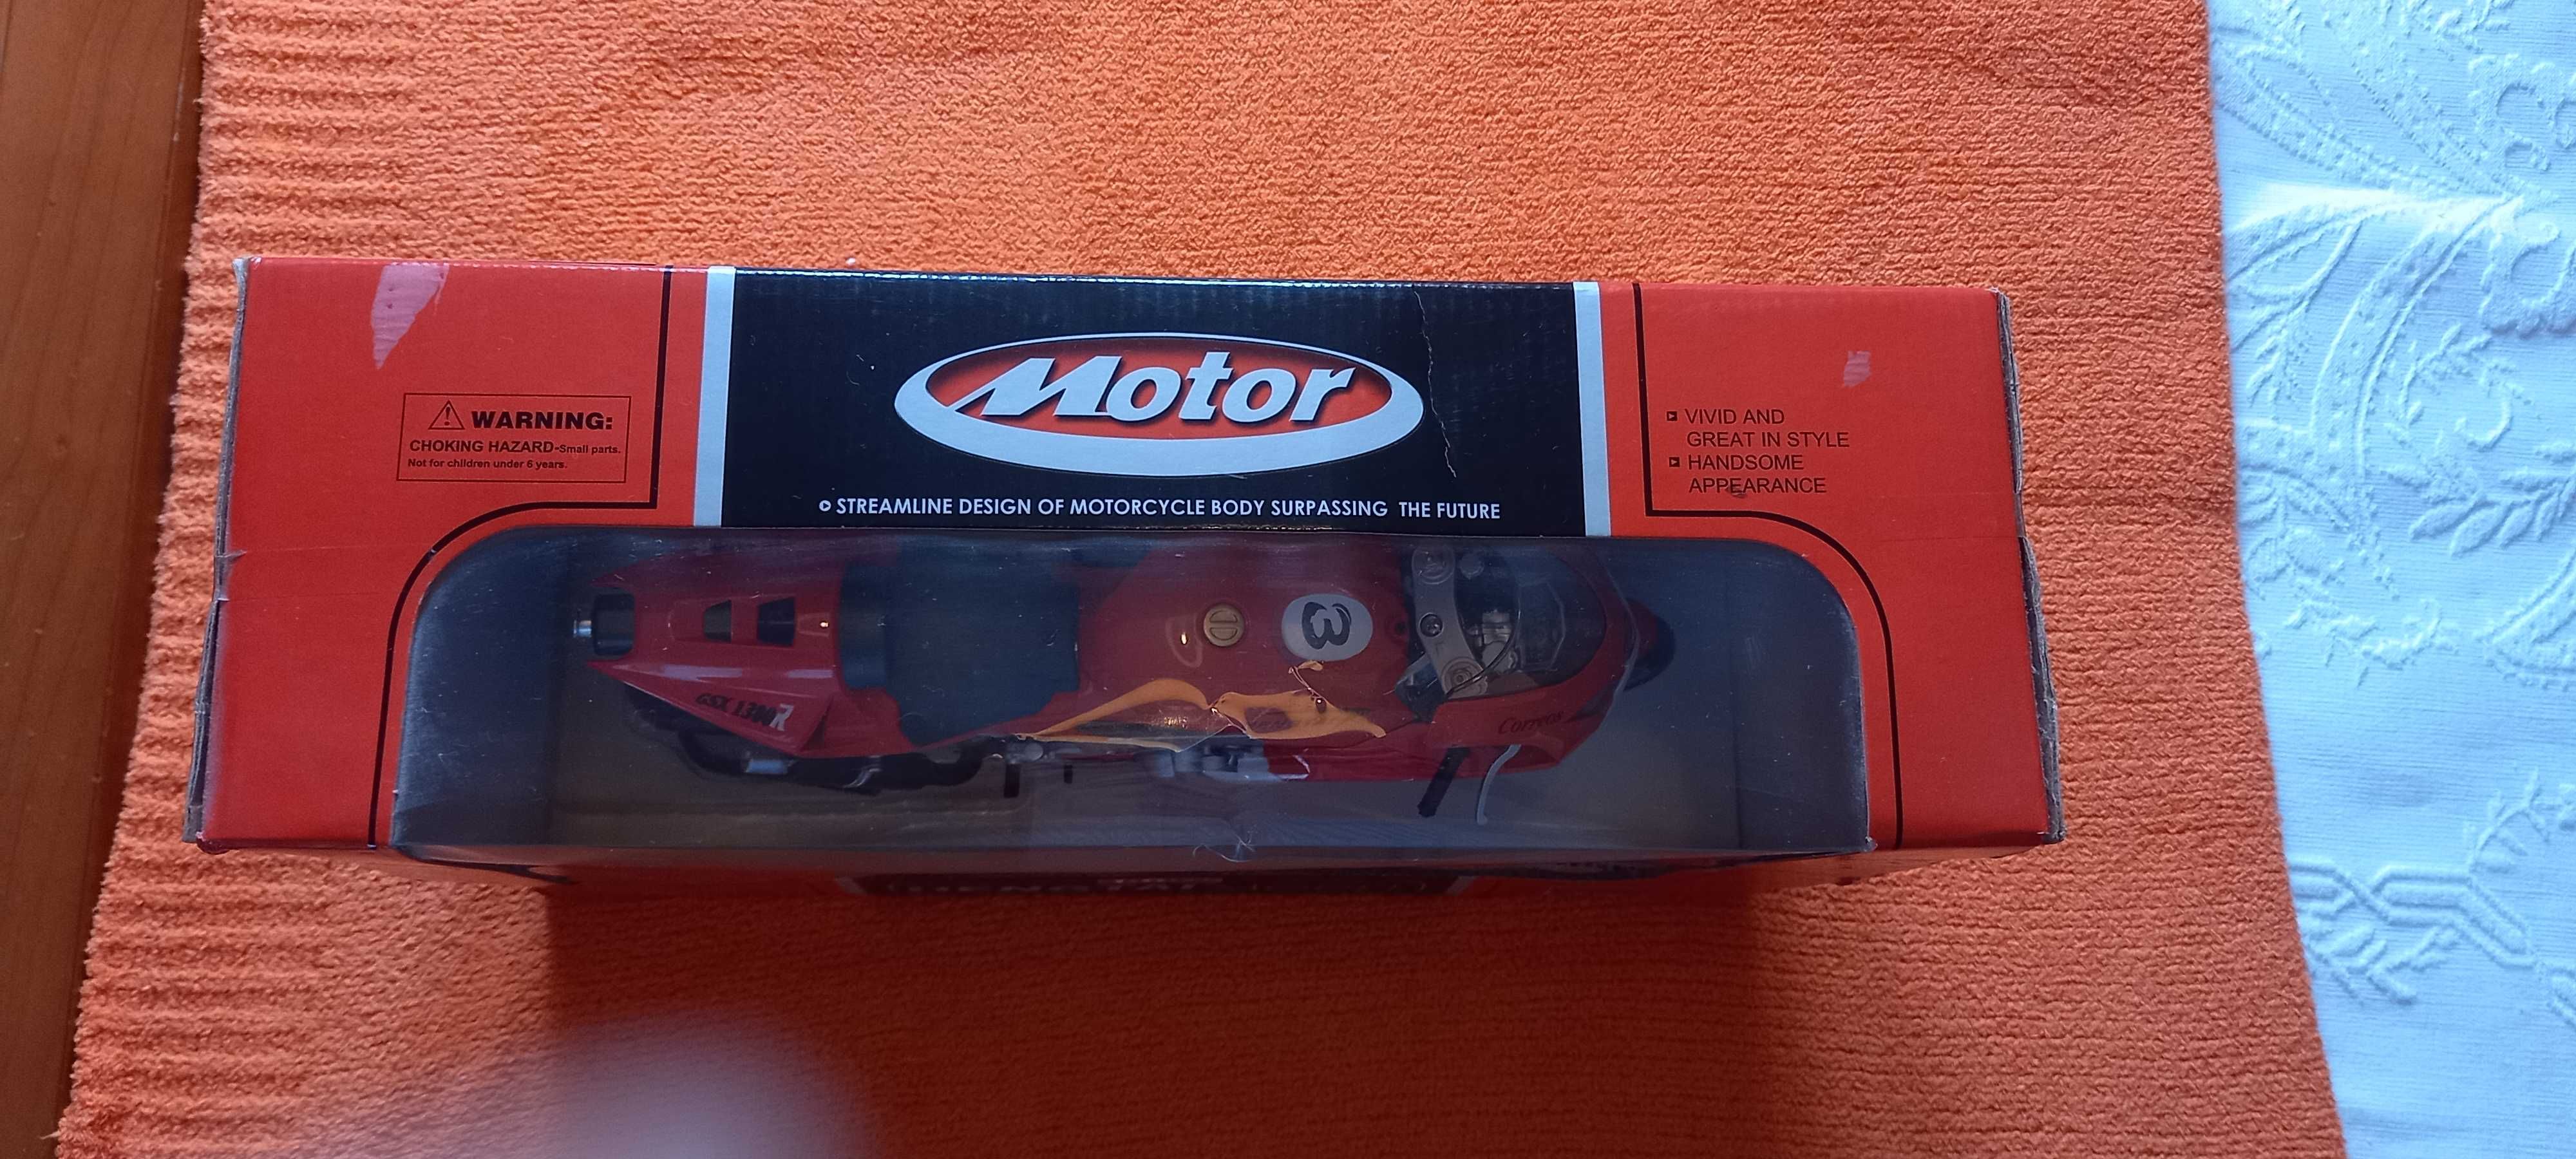 Motor
STREAMLINE DESIGN OF MOTORCYCLE BODY SURPASSING THE FUTURE
WARNING:
CHOKING HAZARD-Small parts.
Not for children under 6 years.
VIVID AND
GREAT IN STYLE
HANDSOME
APPEARANCE
3
GSX 1300R
Correos